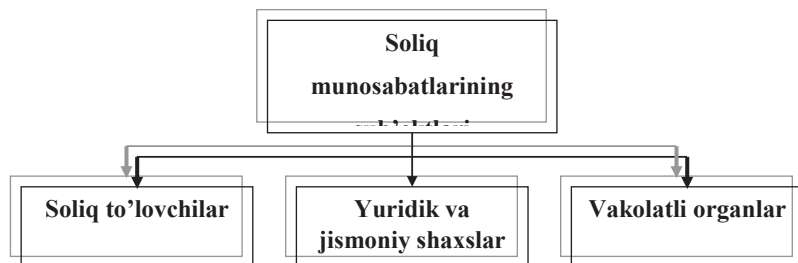 Soliq
munosabatlarining
Soliq to’lovchilar
Yuridik va
jismoniy shaxslar
Vakolatli organlar